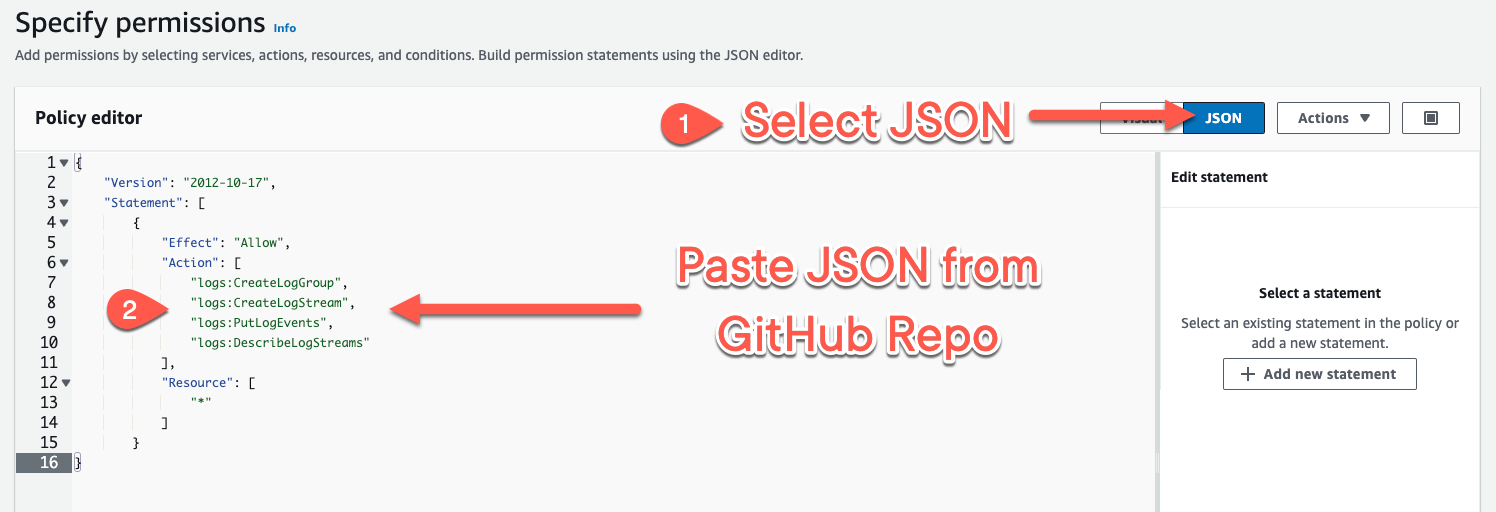 Specify permissions Info
Add permissions by selecting services, actions, resources, and conditions. Build permission statements using the JSON editor.
Policy editor
1 Select JSON
JSON
Actions
1 {
2 "Version": "2012-10-17",
3 "Statement": [
4 {
5 "Effect": "Allow",
6 "Action": [
7 "logs:CreateLogGroup",
8 "logs:CreateLogStream",
9 "logs:PutLogEvents",
10 "logs:DescribeLogStreams"
11 ],
12 "Resource": [
13 "*"
14 ]
15 }
16 }
2
Paste JSON from
GitHub Repo
Edit statement
Select a statement
Select an existing statement in the policy or
add a new statement.
+ Add new statement